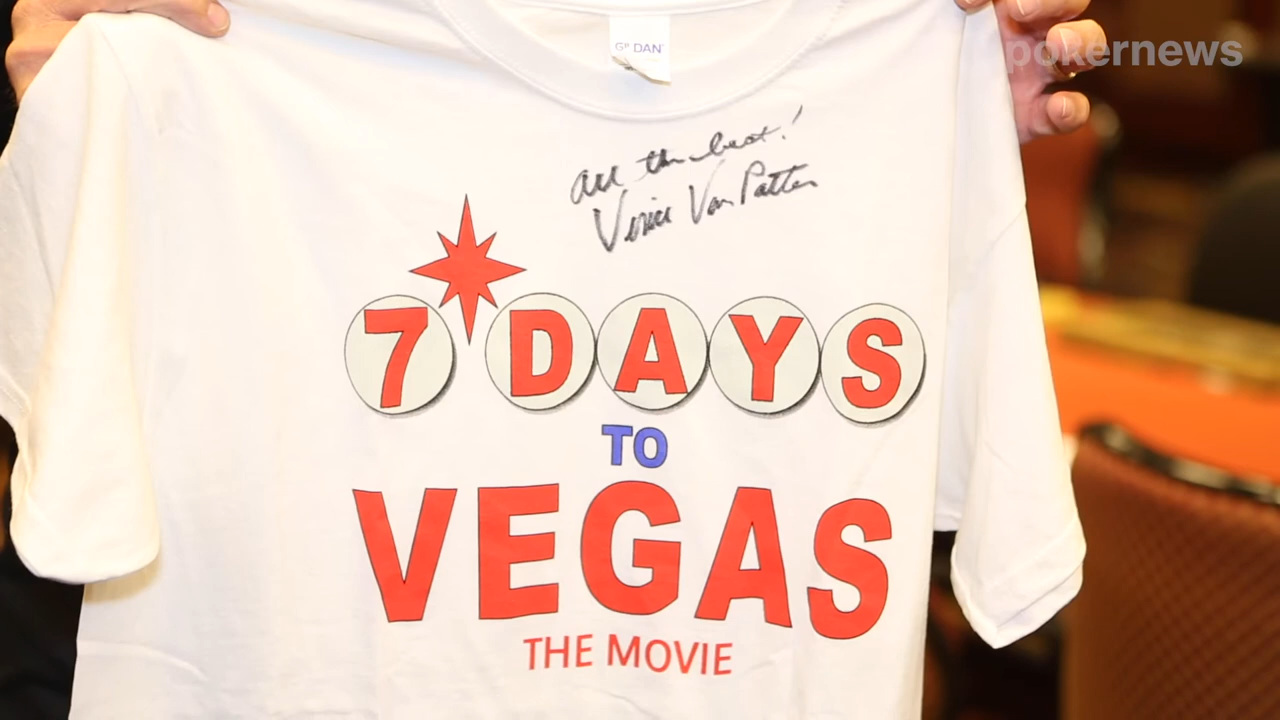 pokernews
all the best!
Vince Van Patten
7 DAYS
TO
VEGAS
THE MOVIE